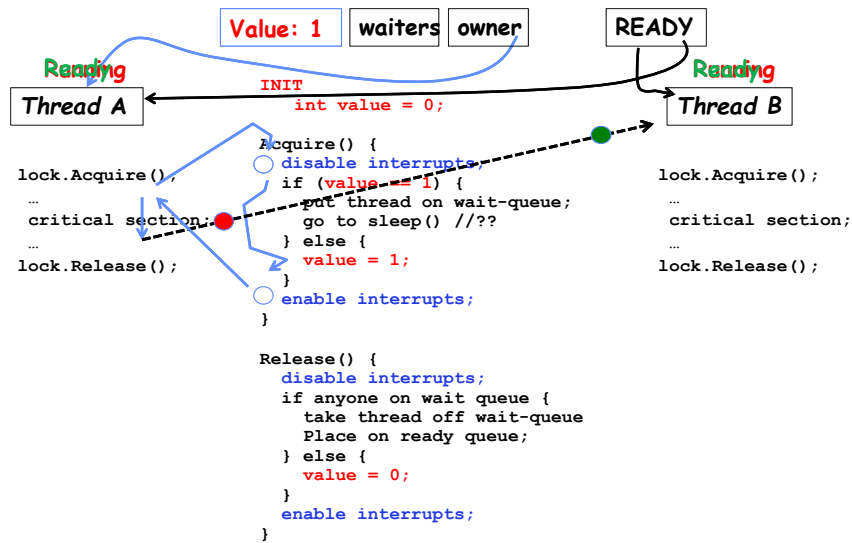 Value: 1 waiters owner READY
Ready Ready
INIT
int value = 0;
Thread A Thread B
Acquire() {
disable interrupts;
lock.Acquire(); if (value == 1) { lock.Acquire();
… put thread on wait-queue; …
critical section; go to sleep() //?? critical section;
… } else { …
lock.Release(); value = 1; lock.Release();
}
enable interrupts;
}
Release() {
disable interrupts;
if anyone on wait queue {
take thread off wait-queue
Place on ready queue;
} else {
value = 0;
}
enable interrupts;
}